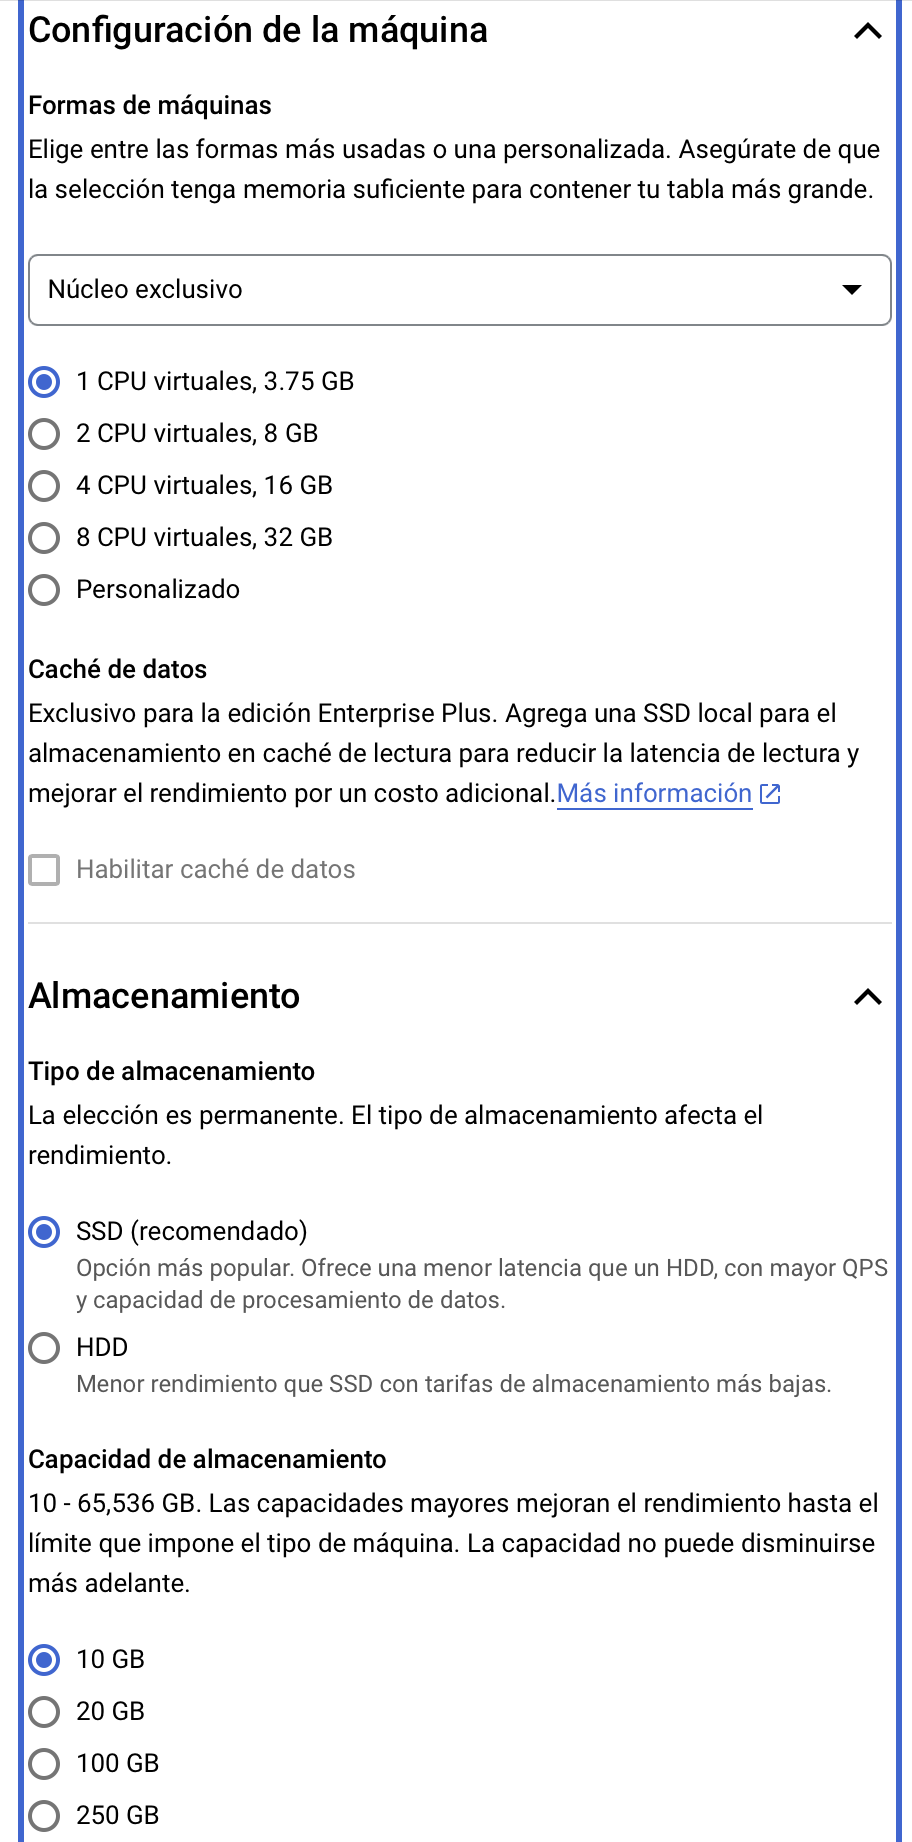 Configuración de la máquina
Formas de máquinas
Elige entre las formas más usadas o una personalizada. Asegúrate de que
la selección tenga memoria suficiente para contener tu tabla más grande.
Núcleo exclusivo
1 CPU virtuales, 3.75 GB
2 CPU virtuales, 8 GB
4 CPU virtuales, 16 GB
8 CPU virtuales, 32 GB
Personalizado
Caché de datos
Exclusivo para la edición Enterprise Plus. Agrega una SSD local para el
almacenamiento en caché de lectura para reducir la latencia de lectura y
mejorar el rendimiento por un costo adicional.Más información
Habilitar caché de datos
Almacenamiento
Tipo de almacenamiento
La elección es permanente. El tipo de almacenamiento afecta el
rendimiento.
SSD (recomendado)
Opción más popular. Ofrece una menor latencia que un HDD, con mayor QPS
y capacidad de procesamiento de datos.
HDD
Menor rendimiento que SSD con tarifas de almacenamiento más bajas.
Capacidad de almacenamiento
10 - 65,536 GB. Las capacidades mayores mejoran el rendimiento hasta el
límite que impone el tipo de máquina. La capacidad no puede disminuirse
más adelante.
10 GB
20 GB
100 GB
250 GB